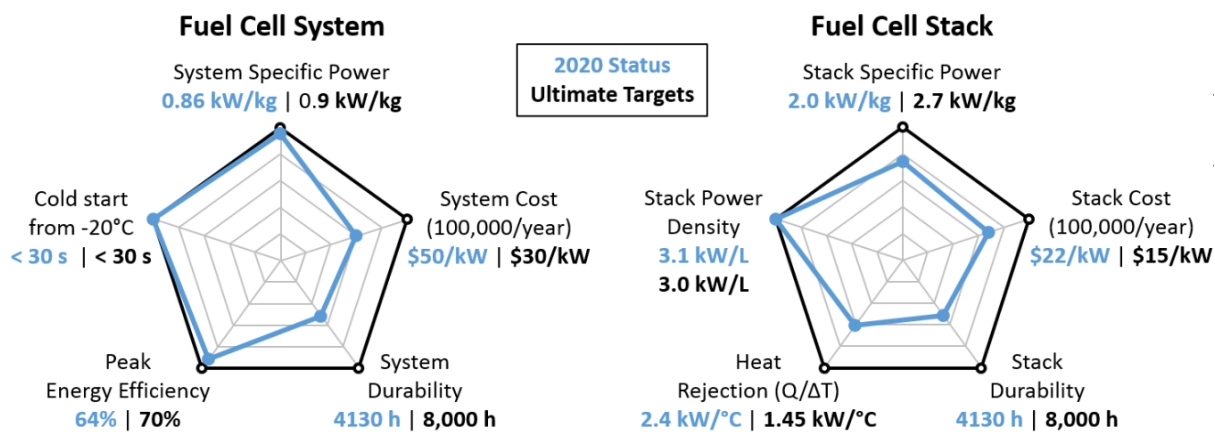 Fuel Cell System
System Specific Power
0.86 kW/kg | 0.9 kW/kg
Cold start
from -20°C
< 30 s | < 30 s
System Cost
(100,000/year)
$50/kW | $30/kW
Peak
Energy Efficiency
64% | 70%
System
Durability
4130 h | 8,000 h
2020 Status
Ultimate Targets
Fuel Cell Stack
Stack Specific Power
2.0 kW/kg | 2.7 kW/kg
Stack Power
Density
3.1 kW/L
3.0 kW/L
Stack Cost
(100,000/year)
$22/kW | $15/kW
Heat
Rejection (Q/ΔT)
2.4 kW/°C | 1.45 kW/°C
Stack
Durability
4130 h | 8,000 h